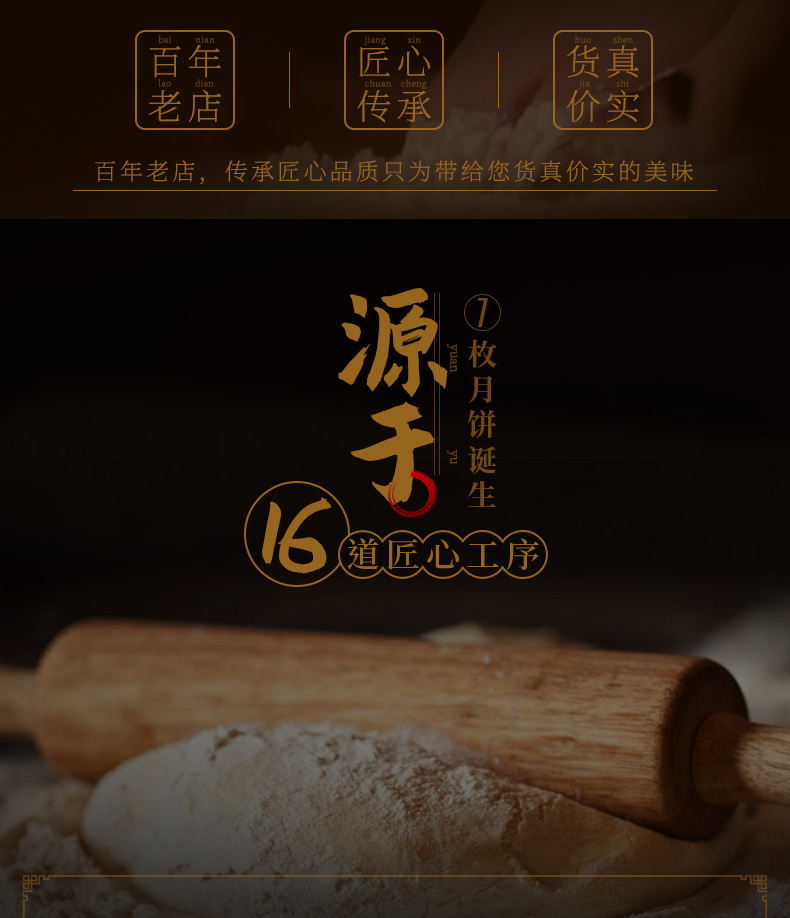 bai nian
百年
lao dian
老店
jiang xin
匠心
chuan cheng
传承
huo zhen
货真
jia shi
价实
百年老店，传承匠心品质只为带给您货真价实的美味
①枚月饼诞生
源于
yuan yu
16道匠心工序